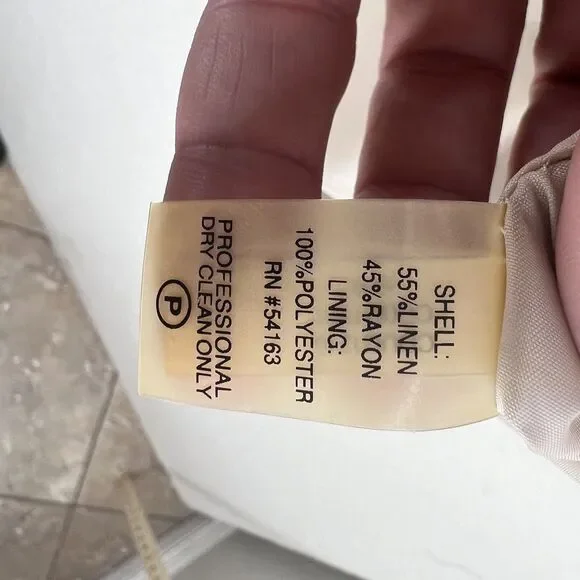 SHELL:
55%LINEN
45%RAYON
LINING:
100%POLYESTER
RN #54163
PROFESSIONAL
DRY CLEAN ONLY
P